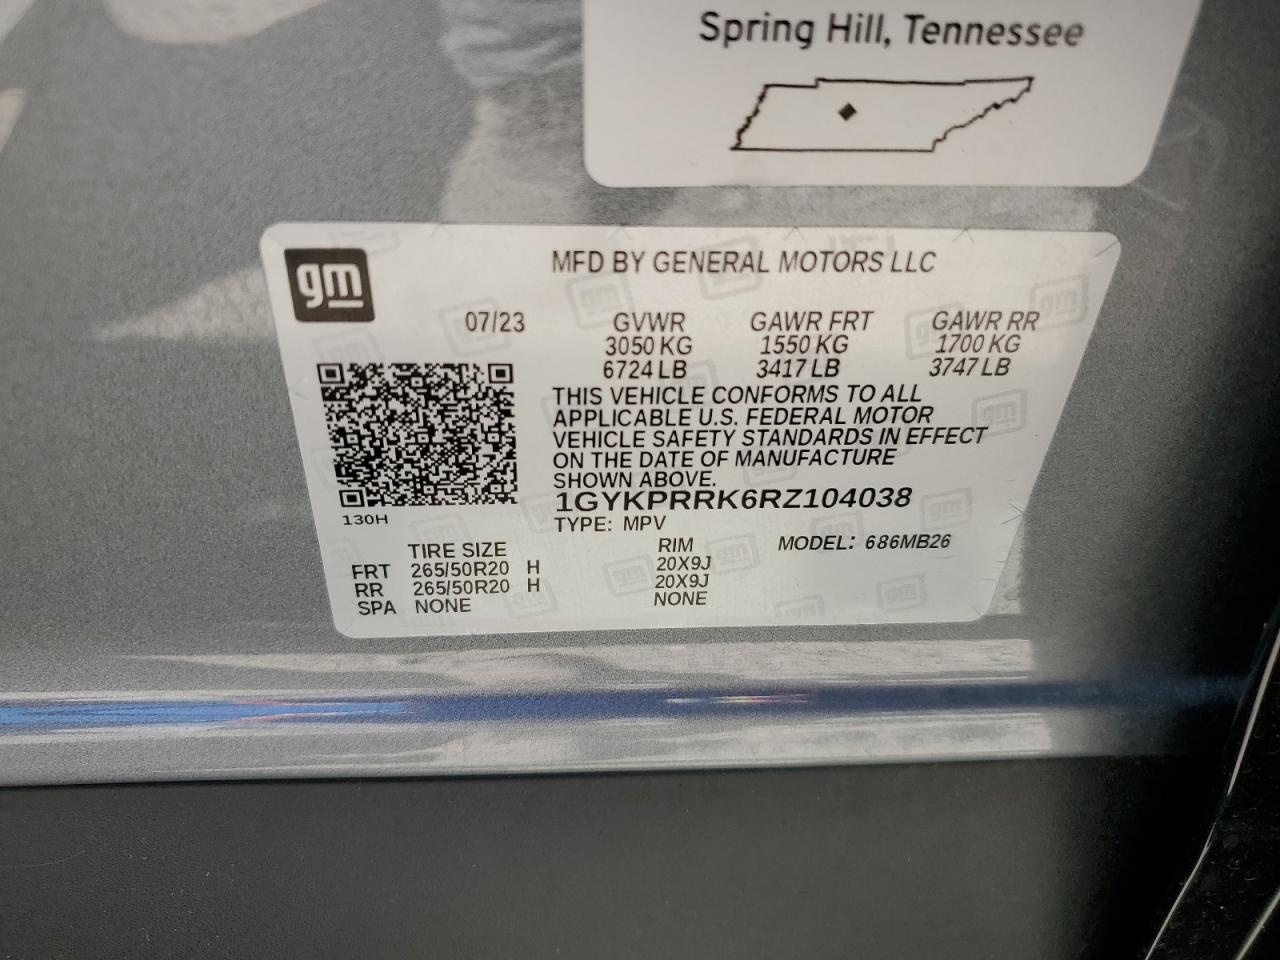 Spring Hill, Tennessee
gm
MFD BY GENERAL MOTORS LLC
07/23 GVWR GAWR FRT GAWR RR
3050 KG 1550 KG 1700 KG
6724 LB 3417 LB 3747 LB
THIS VEHICLE CONFORMS TO ALL
APPLICABLE U.S. FEDERAL MOTOR
VEHICLE SAFETY STANDARDS IN EFFECT
ON THE DATE OF MANUFACTURE
SHOWN ABOVE.
1GYKPRRK6RZ104038
130H
TYPE: MPV
MODEL: 686MB26
TIRE SIZE RIM
FRT 265/50R20 H 20X9J
RR 265/50R20 H 20X9J
SPA NONE NONE